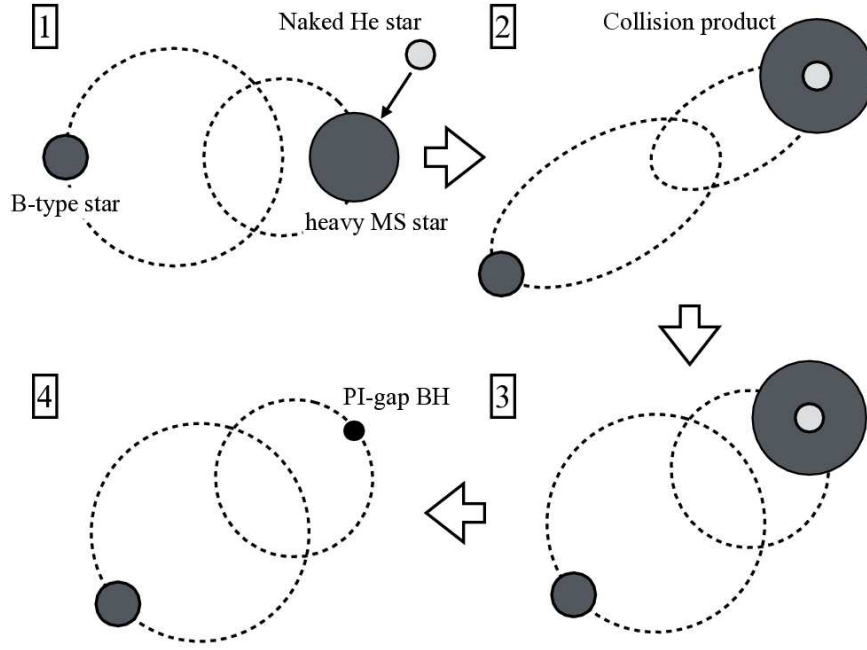 1
Naked He star
B-type star
heavy MS star
2
Collision product
3
4
PI-gap BH